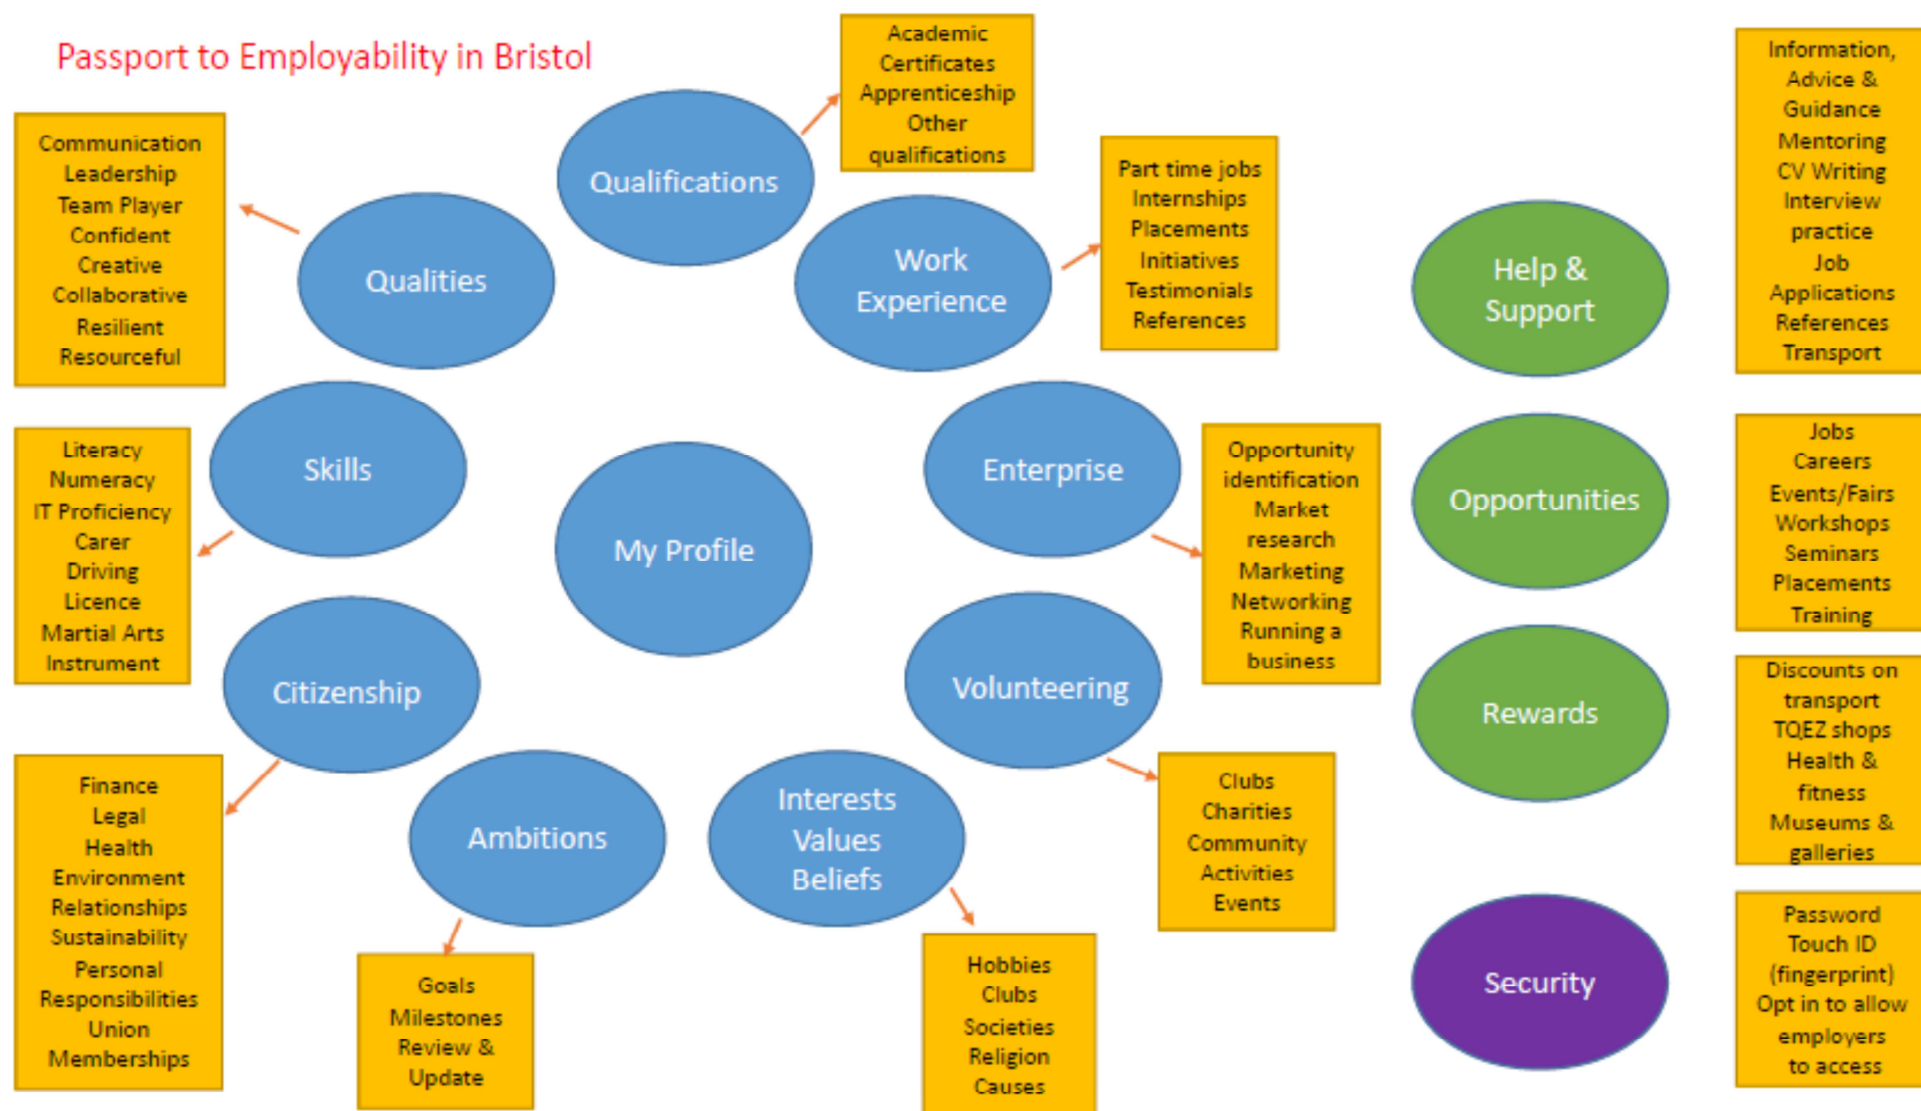 Passport to Employability in Bristol
Academic
Certificates
Apprenticeship
Other
qualifications
Information,
Advice &
Guidance
Mentoring
CV Writing
Interview
practice
Job
Applications
References
Transport
Communication
Leadership
Team Player
Confident
Creative
Collaborative
Resilient
Resourceful
Qualities
Qualifications
Work
Experience
Part time jobs
Internships
Placements
Initiatives
Testimonials
References
Help &
Support
Literacy
Numeracy
IT Proficiency
Carer
Driving
Licence
Martial Arts
Instrument
Skills
My Profile
Enterprise
Opportunity
identification
Market
research
Marketing
Networking
Running a
business
Opportunities
Jobs
Careers
Events/Fairs
Workshops
Seminars
Placements
Training
Citizenship
Volunteering
Rewards
Discounts on
transport
TQEZ shops
Health &
fitness
Museums &
galleries
Finance
Legal
Health
Environment
Relationships
Sustainability
Personal
Responsibilities
Union
Memberships
Ambitions
Interests
Values
Beliefs
Clubs
Charities
Community
Activities
Events
Goals
Milestones
Review &
Update
Hobbies
Clubs
Societies
Religion
Causes
Security
Password
Touch ID
(fingerprint)
Opt in to allow
employers
to access